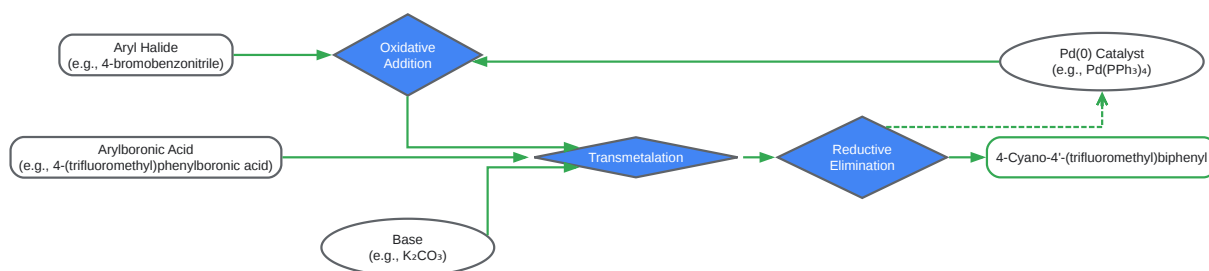 Aryl Halide
(e.g., 4-bromobenzonitrile)
Oxidative
Addition
Pd(0) Catalyst
(e.g., Pd(PPh₃)₄)
Arylboronic Acid
(e.g., 4-(trifluoromethyl)phenylboronic acid)
Transmetalation
Reductive
Elimination
4-Cyano-4'-(trifluoromethyl)biphenyl
Base
(e.g., K₂CO₃)